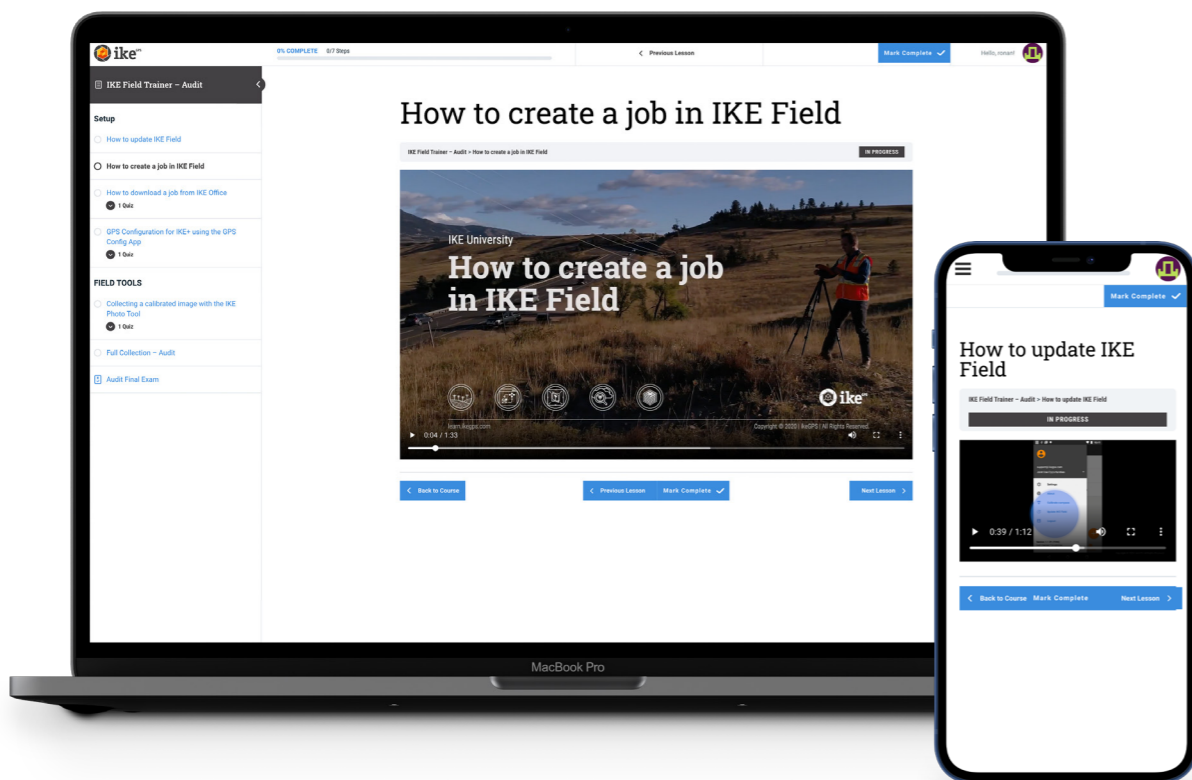 ike
0% COMPLETE 0/7 Steps
Previous Lesson
Mark Complete
Hello, ronan!
IKE Field Trainer – Audit
Setup
How to update IKE Field
How to create a job in IKE Field
How to download a job from IKE Office
1 Quiz
GPS Configuration for IKE+ using the GPS
Config App
1 Quiz
FIELD TOOLS
Collecting a calibrated image with the IKE
Photo Tool
1 Quiz
Full Collection – Audit
Audit Final Exam
How to create a job in IKE Field
IKE Field Trainer – Audit > How to create a job in IKE Field
IN PROGRESS
IKE University
How to create a job
in IKE Field
ike
learn.ikegps.com
Copyright © 2020 | IkeGPS | All Rights Reserved.
0:04 / 1:33
Back to Course
Previous Lesson
Mark Complete
Next Lesson
MacBook Pro
Mark Complete
How to update IKE
Field
IKE Field Trainer – Audit > How to update IKE Field
IN PROGRESS
Settings
0:39 / 1:12
Back to Course
Mark Complete
Next Lesson